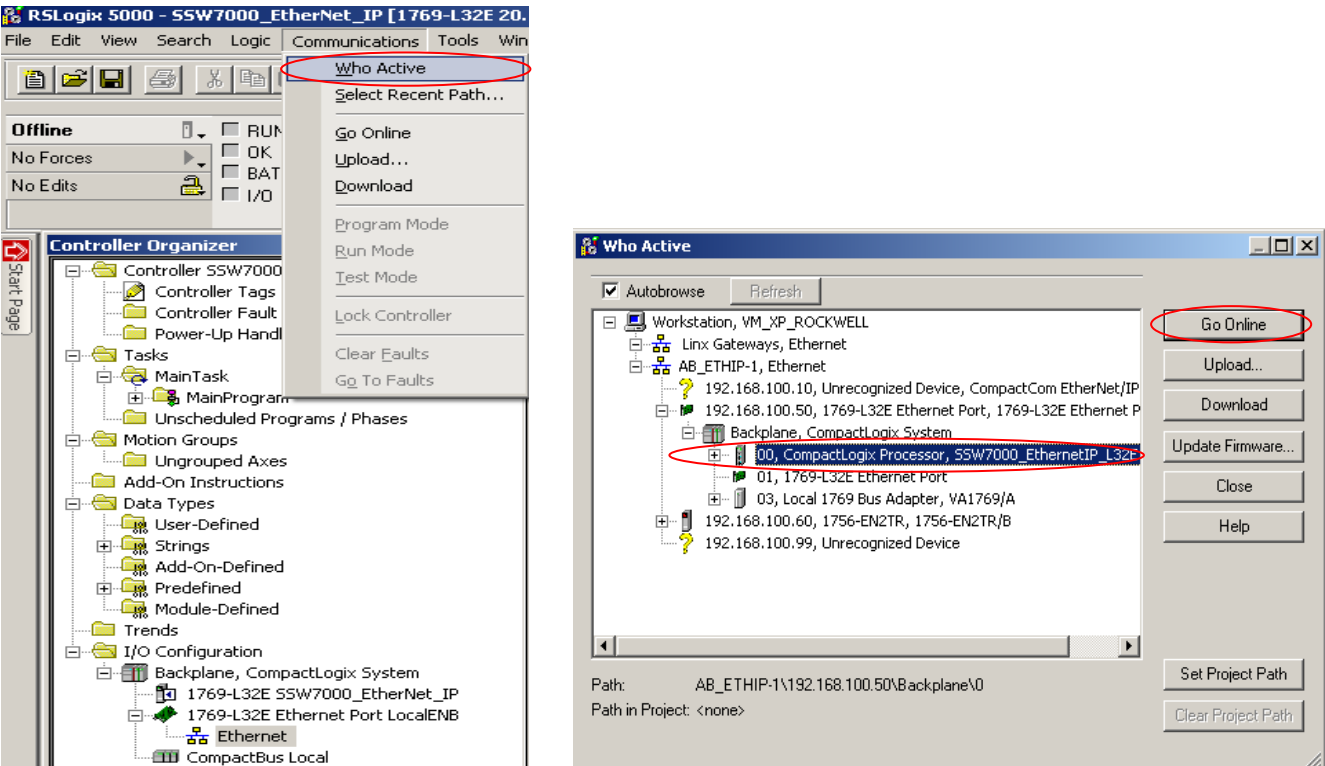 RSLogix 5000 - SSW7000_EtherNet_IP [1769-L32E 20.
File Edit View Search Logic Communications Tools Win
Who Active
Select Recent Path...
Go Online
Upload...
Download
Program Mode
Run Mode
Test Mode
Lock Controller
Clear Faults
Go To Faults
Offline
No Forces
No Edits
RUN
OK
BAT
I/O
Start Page
Controller Organizer
Controller SSW7000
Controller Tags
Controller Fault
Power-Up Handl
Tasks
MainTask
MainProgram
Unscheduled Programs / Phases
Motion Groups
Ungrouped Axes
Add-On Instructions
Data Types
User-Defined
Strings
Add-On-Defined
Predefined
Module-Defined
Trends
I/O Configuration
Backplane, CompactLogix System
1769-L32E SSW7000_EtherNet_IP
1769-L32E Ethernet Port LocalENB
Ethernet
CompactBus Local
Who Active
Autobrowse Refresh
Workstation, VM_XP_ROCKWELL
Linx Gateways, Ethernet
AB_ETHIP-1, Ethernet
192.168.100.10, Unrecognized Device, CompactCom EtherNet/IP
192.168.100.50, 1769-L32E Ethernet Port, 1769-L32E Ethernet P
Backplane, CompactLogix System
00, CompactLogix Processor, SSW7000_EthernetIP_L32E
01, 1769-L32E Ethernet Port
03, Local 1769 Bus Adapter, VA1769/A
192.168.100.60, 1756-EN2TR, 1756-EN2TR/B
192.168.100.99, Unrecognized Device
Go Online
Upload...
Download
Update Firmware...
Close
Help
Set Project Path
Clear Project Path
Path: AB_ETHIP-1\192.168.100.50\Backplane\0
Path in Project: <none>